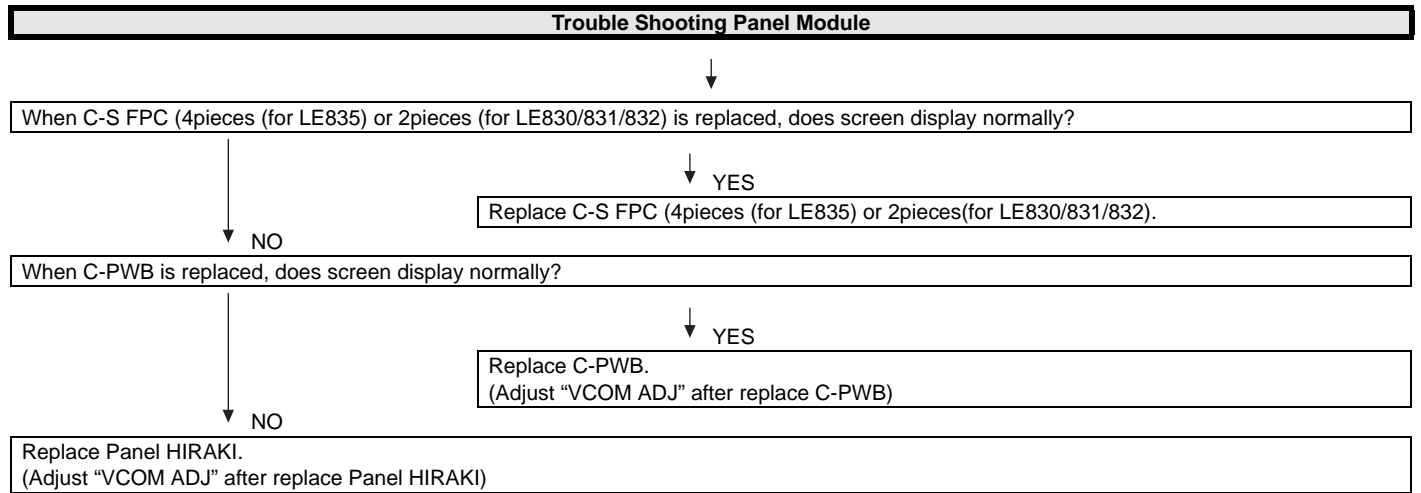 Trouble Shooting Panel Module
When C-S FPC (4pieces (for LE835) or 2pieces (for LE830/831/832) is replaced, does screen display normally?
YES
Replace C-S FPC (4pieces (for LE835) or 2pieces(for LE830/831/832).
NO
When C-PWB is replaced, does screen display normally?
YES
Replace C-PWB.
(Adjust “VCOM ADJ” after replace C-PWB)
NO
Replace Panel HIRAKI.
(Adjust “VCOM ADJ” after replace Panel HIRAKI)